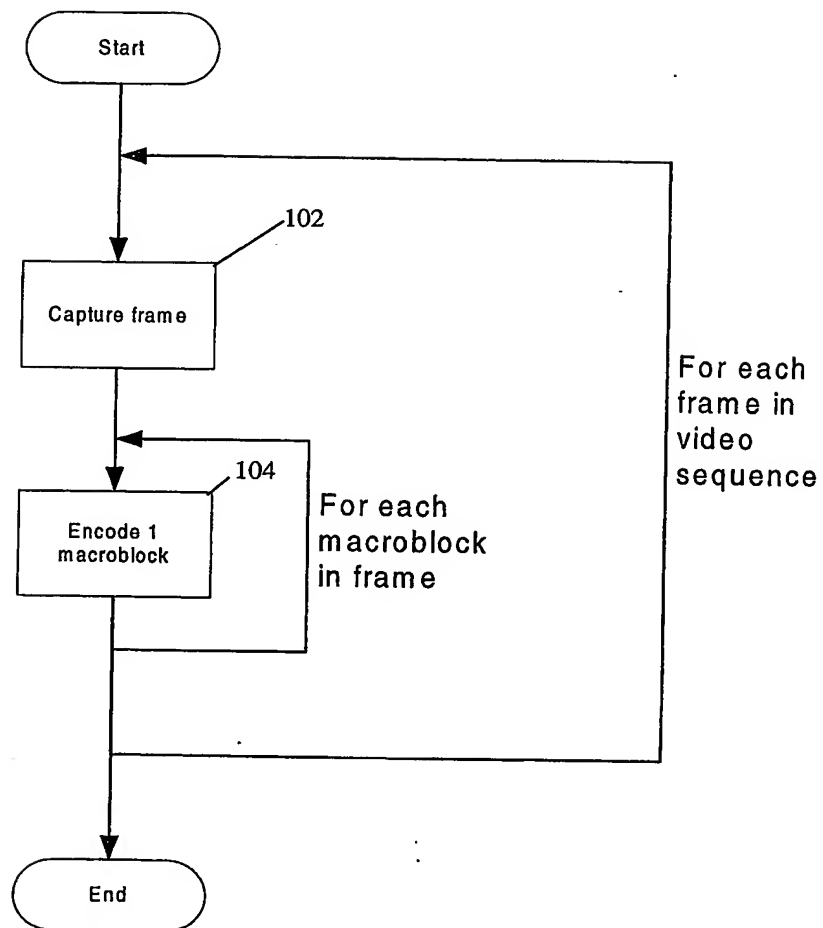 Start
102
Capture frame
For each
frame in
video
sequence
104
Encode 1
macroblock
For each
macroblock
in frame
End